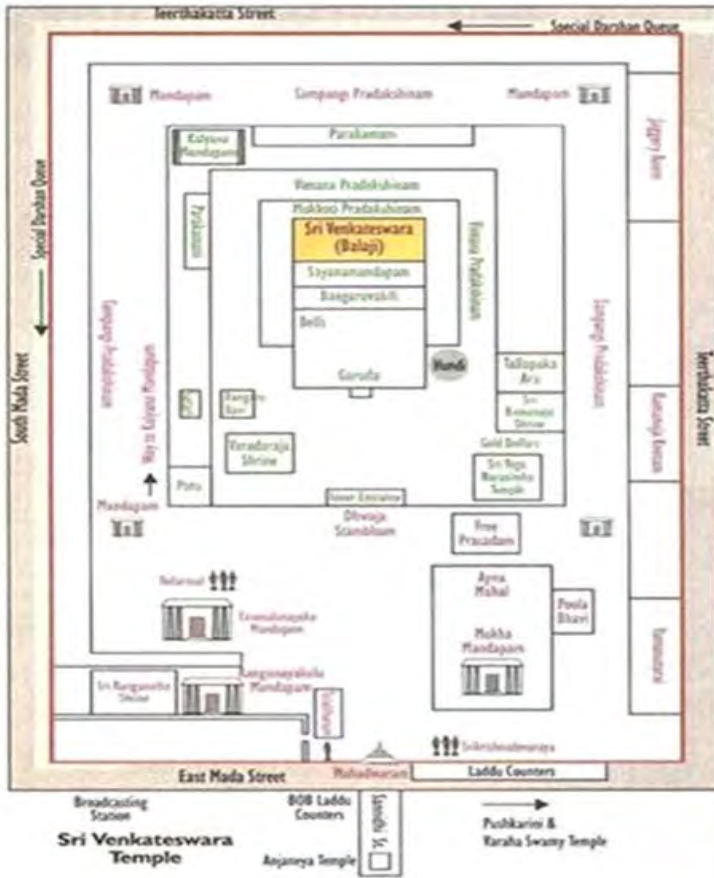 Teerthakatta Street
Special Darshan Queue
Mandapam
Sampangi Pradakshinam
Mandapam
Kalyana
Mandapam
Parakamani
Vimana Pradakshinam
Mukkoti Pradakshinam
Sri Venkateswara
(Balaji)
Sayanamandapam
Bangaruvakili
Bells
Garuda
Hundi
Parakamani
Vimana Pradakshinam
Special Darshan Queue
South Mada Street
Sampangi Pradakshinam
Way to Kalyana Mandapam
Sampangi Pradakshinam
Teerthakatta Street
Tallapaka
Ara
Sri
Ramanuja
Shrine
Gold Dollars
Sri Yoga
Narasimha
Temple
Varadaraja
Shrine
Potu
Mandapam
Inner Entrance
Dhwaja
Stambham
Free
Prasadam
Ayna
Mahal
Poola
Bhavi
Mukha
Mandapam
Mandapam
Sri Ranganatha
Shrine
Mandapam
Srikrishnadevaraya
East Mada Street
Mahadwaram
Laddu Counters
Broadcasting
Station
BOB Laddu
Counters
Sannidhi St.
Pushkarini &
Varaha Swamy Temple
Sri Venkateswara
Temple
Anjaneya Temple